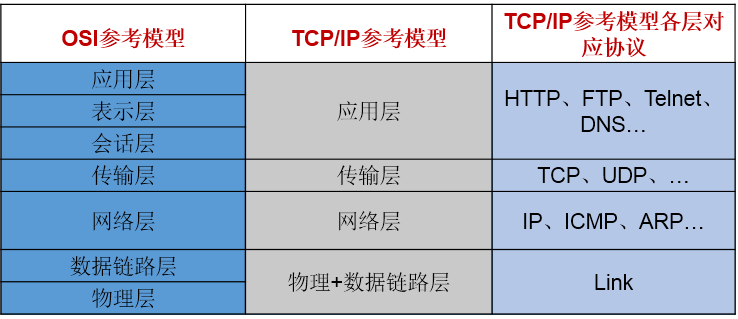 OSI参考模型
TCP/IP参考模型
TCP/IP参考模型各层对
应协议
应用层
表示层
会话层
应用层
HTTP、FTP、Telnet、
DNS...
传输层
传输层
TCP、UDP、...
网络层
网络层
IP、ICMP、ARP...
数据链路层
物理层
物理+数据链路层
Link